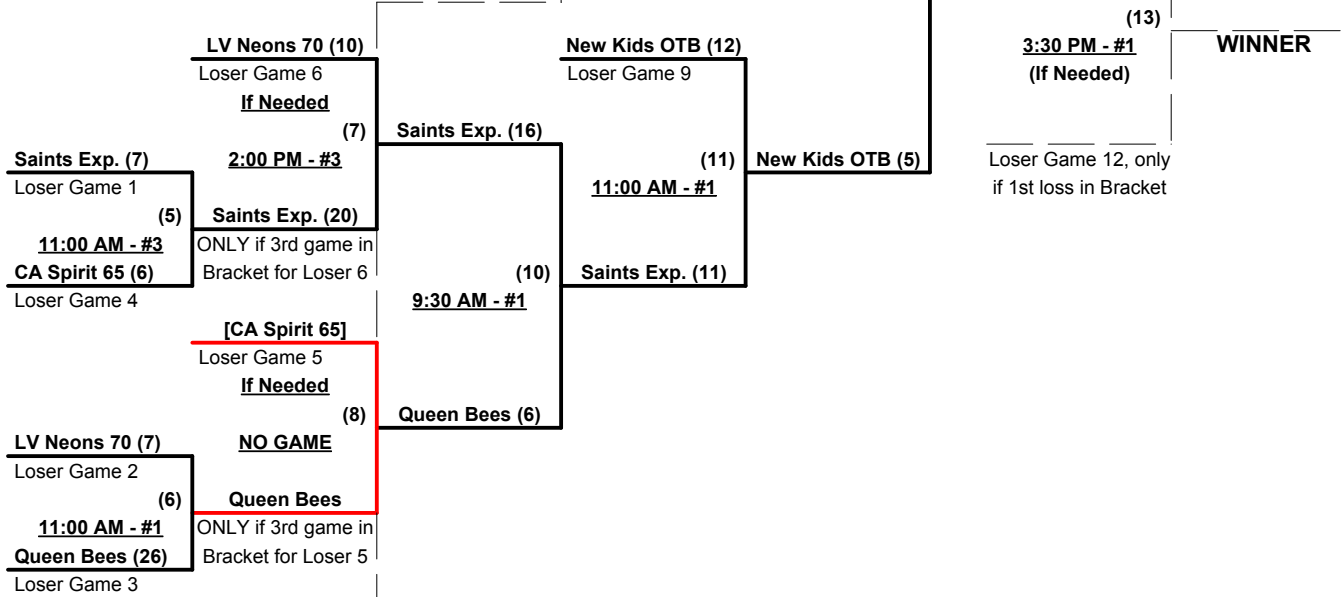 (13)
LV Neons 70 (10)
New Kids OTB (12)
3:30 PM - #1
WINNER
Loser Game 6
Loser Game 9
(If Needed)
If Needed
(7)
Saints Exp. (16)
Saints Exp. (7)
2:00 PM - #3
(11)
New Kids OTB (5)
Loser Game 12, only
if 1st loss in Bracket
Loser Game 1
11:00 AM - #1
(5)
Saints Exp. (20)
11:00 AM - #3
ONLY if 3rd game in
Bracket for Loser 6
CA Spirit 65 (6)
(10)
Saints Exp. (11)
Loser Game 4
9:30 AM - #1
[CA Spirit 65]
Loser Game 5
If Needed
(8)
Queen Bees (6)
LV Neons 70 (7)
NO GAME
Loser Game 2
(6)
Queen Bees
11:00 AM - #1
ONLY if 3rd game in
Bracket for Loser 5
Queen Bees (26)
Loser Game 3